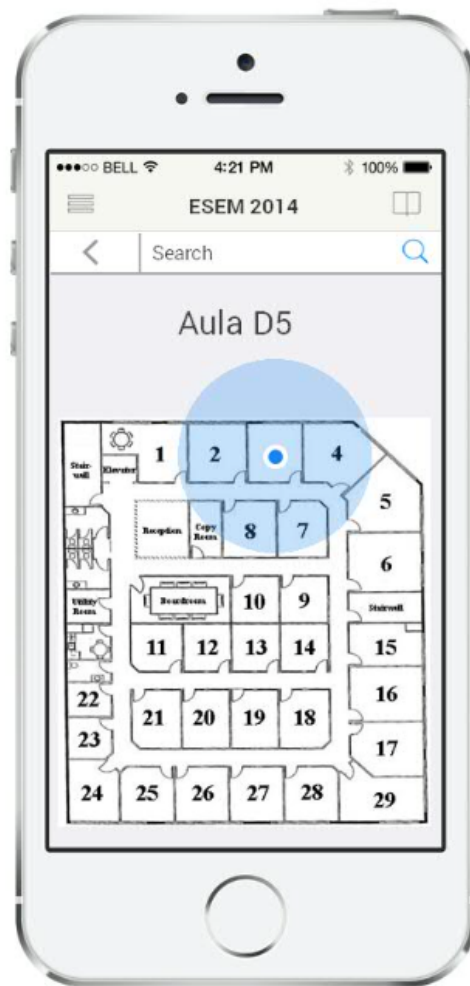 BELL 4:21 PM 100%
ESEM 2014
Search
Aula D5
1 2 4
Stair-
well
Elevator
5
Reception
Copy
Room
8 7
6
Utility
Room
Boardroom
10 9
Stairwell
11 12 13 14 15
22 16
21 20 19 18
23 17
24 25 26 27 28 29